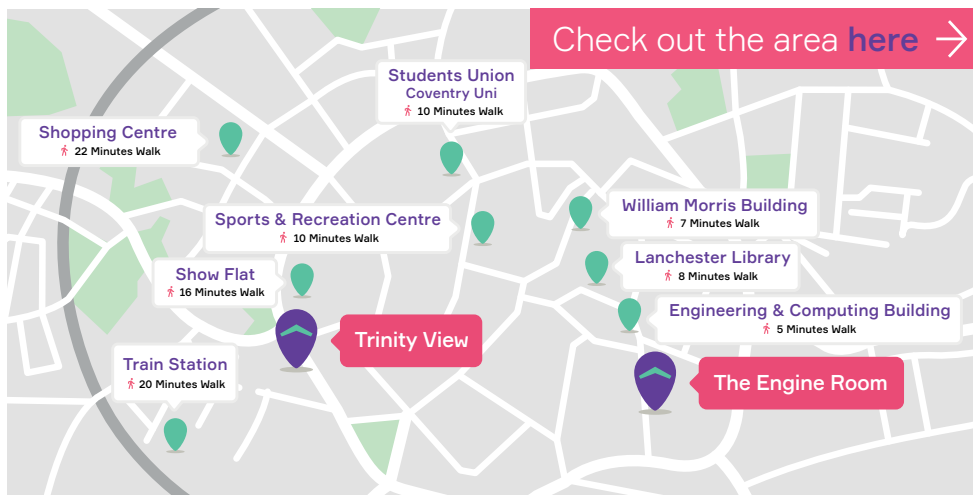 Check out the area here
Students Union
Coventry Uni
10 Minutes Walk
Shopping Centre
22 Minutes Walk
William Morris Building
7 Minutes Walk
Sports & Recreation Centre
10 Minutes Walk
Lanchester Library
8 Minutes Walk
Show Flat
16 Minutes Walk
Engineering & Computing Building
5 Minutes Walk
Trinity View
Train Station
20 Minutes Walk
The Engine Room